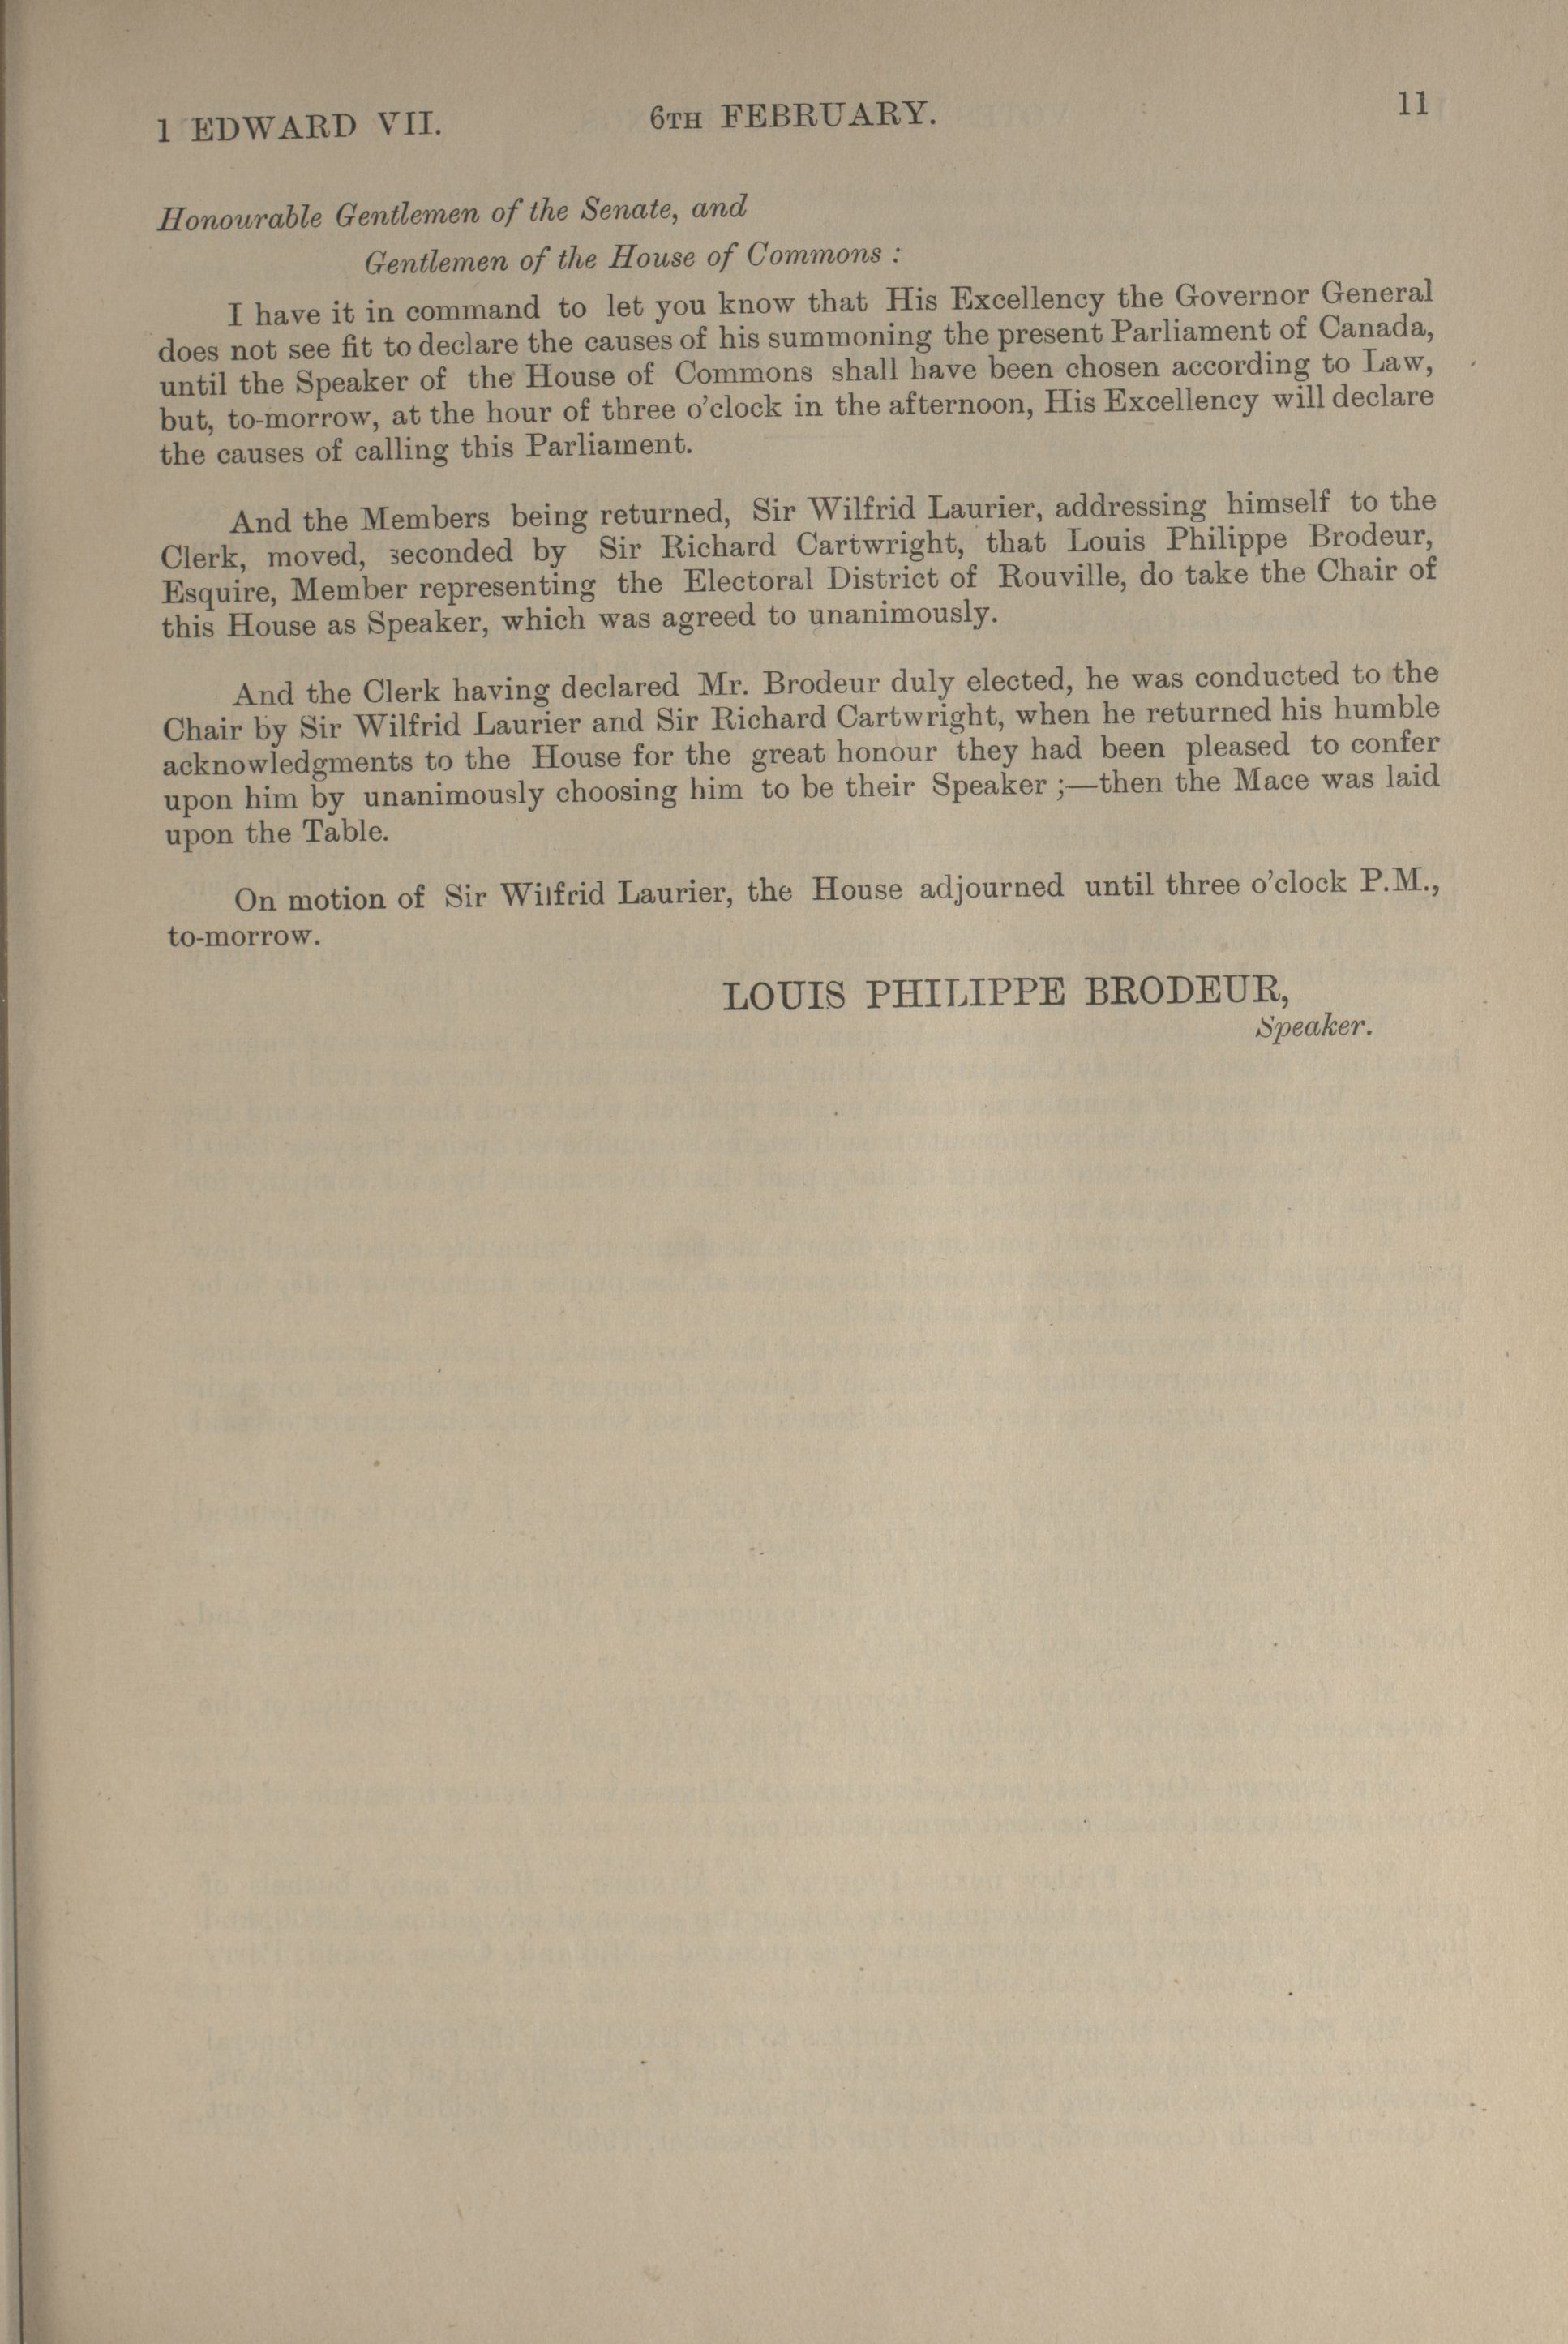 1 EDWARD VII. 6TH FEBRUARY. 11
Honourable Gentlemen of the Senate, and
Gentlemen of the House of Commons :
I have it in command to let you know that His Excellency the Governor General
does not see fit to declare the causes of his summoning the present Parliament of Canada,
until the Speaker of the House of Commons shall have been chosen according to Law,
but, to-morrow, at the hour of three o'clock in the afternoon, His Excellency will declare
the causes of calling this Parliament.
And the Members being returned, Sir Wilfrid Laurier, addressing himself to the
Clerk, moved, seconded by Sir Richard Cartwright, that Louis Philippe Brodeur,
Esquire, Member representing the Electoral District of Rouville, do take the Chair of
this House as Speaker, which was agreed to unanimously.
And the Clerk having declared Mr. Brodeur duly elected, he was conducted to the
Chair by Sir Wilfrid Laurier and Sir Richard Cartwright, when he returned his humble
acknowledgments to the House for the great honour they had been pleased to confer
upon him by unanimously choosing him to be their Speaker ;—then the Mace was laid
upon the Table.
On motion of Sir Wilfrid Laurier, the House adjourned until three o'clock P.M.,
to-morrow.
LOUIS PHILIPPE BRODEUR,
Speaker.